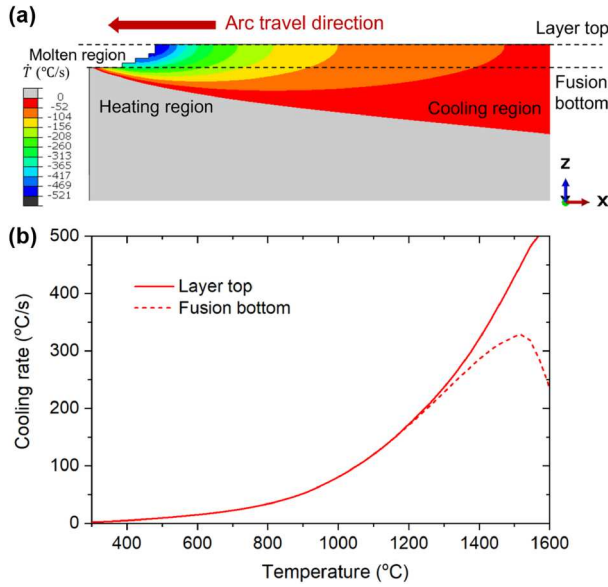 (a)
Arc travel direction
Layer top
Molten region
Ṫ (°C/s)
0
-52
-104
-156
-208
-260
-313
-365
-417
-469
-521
Heating region
Cooling region
Fusion
bottom
z
x
(b)
500
400
300
200
100
0
Cooling rate (°C/s)
Layer top
Fusion bottom
400 600 800 1000 1200 1400 1600
Temperature (°C)